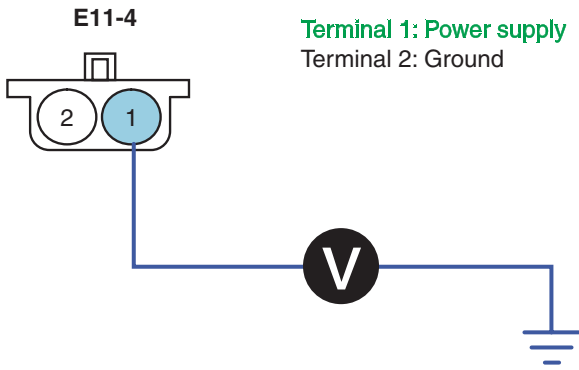 E11-4
Terminal 1: Power supply
Terminal 2: Ground
2 1
V